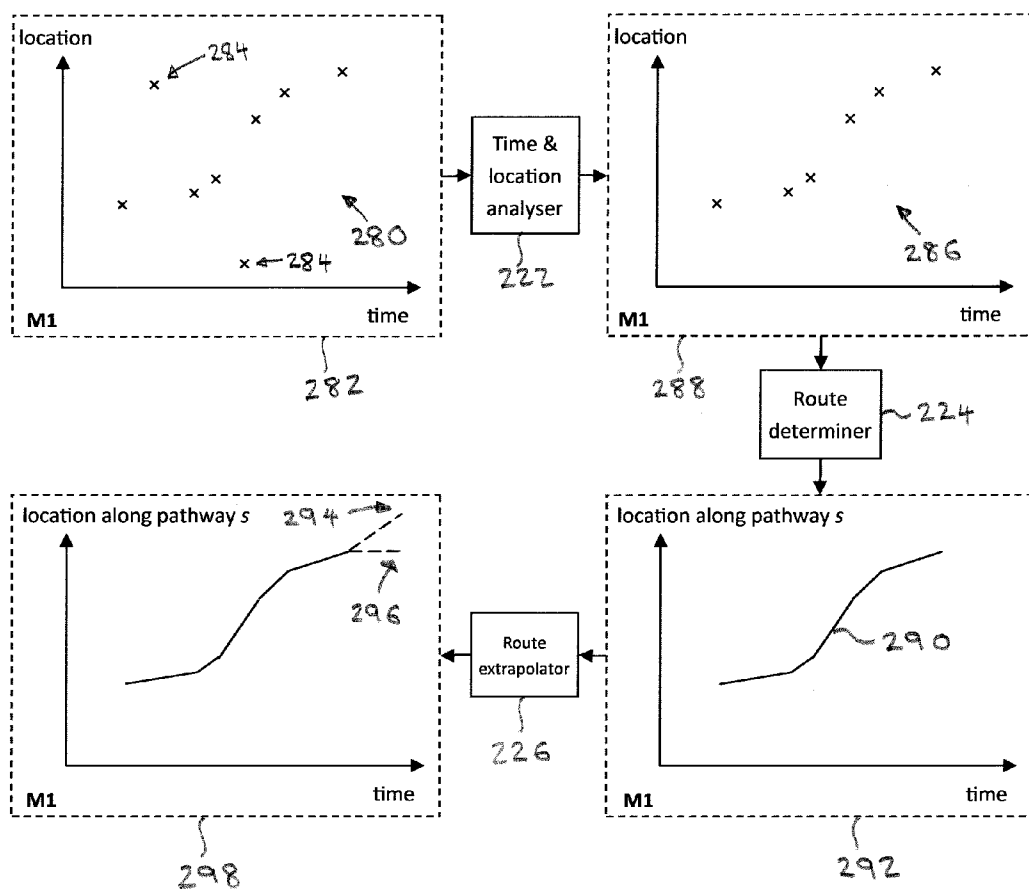 location
284
280
284
time
M1
282
Time &
location
analyser
222
location
286
time
M1
288
Route
determiner
224
location along pathway s
294
296
time
M1
298
Route
extrapolator
226
location along pathway s
290
time
M1
292